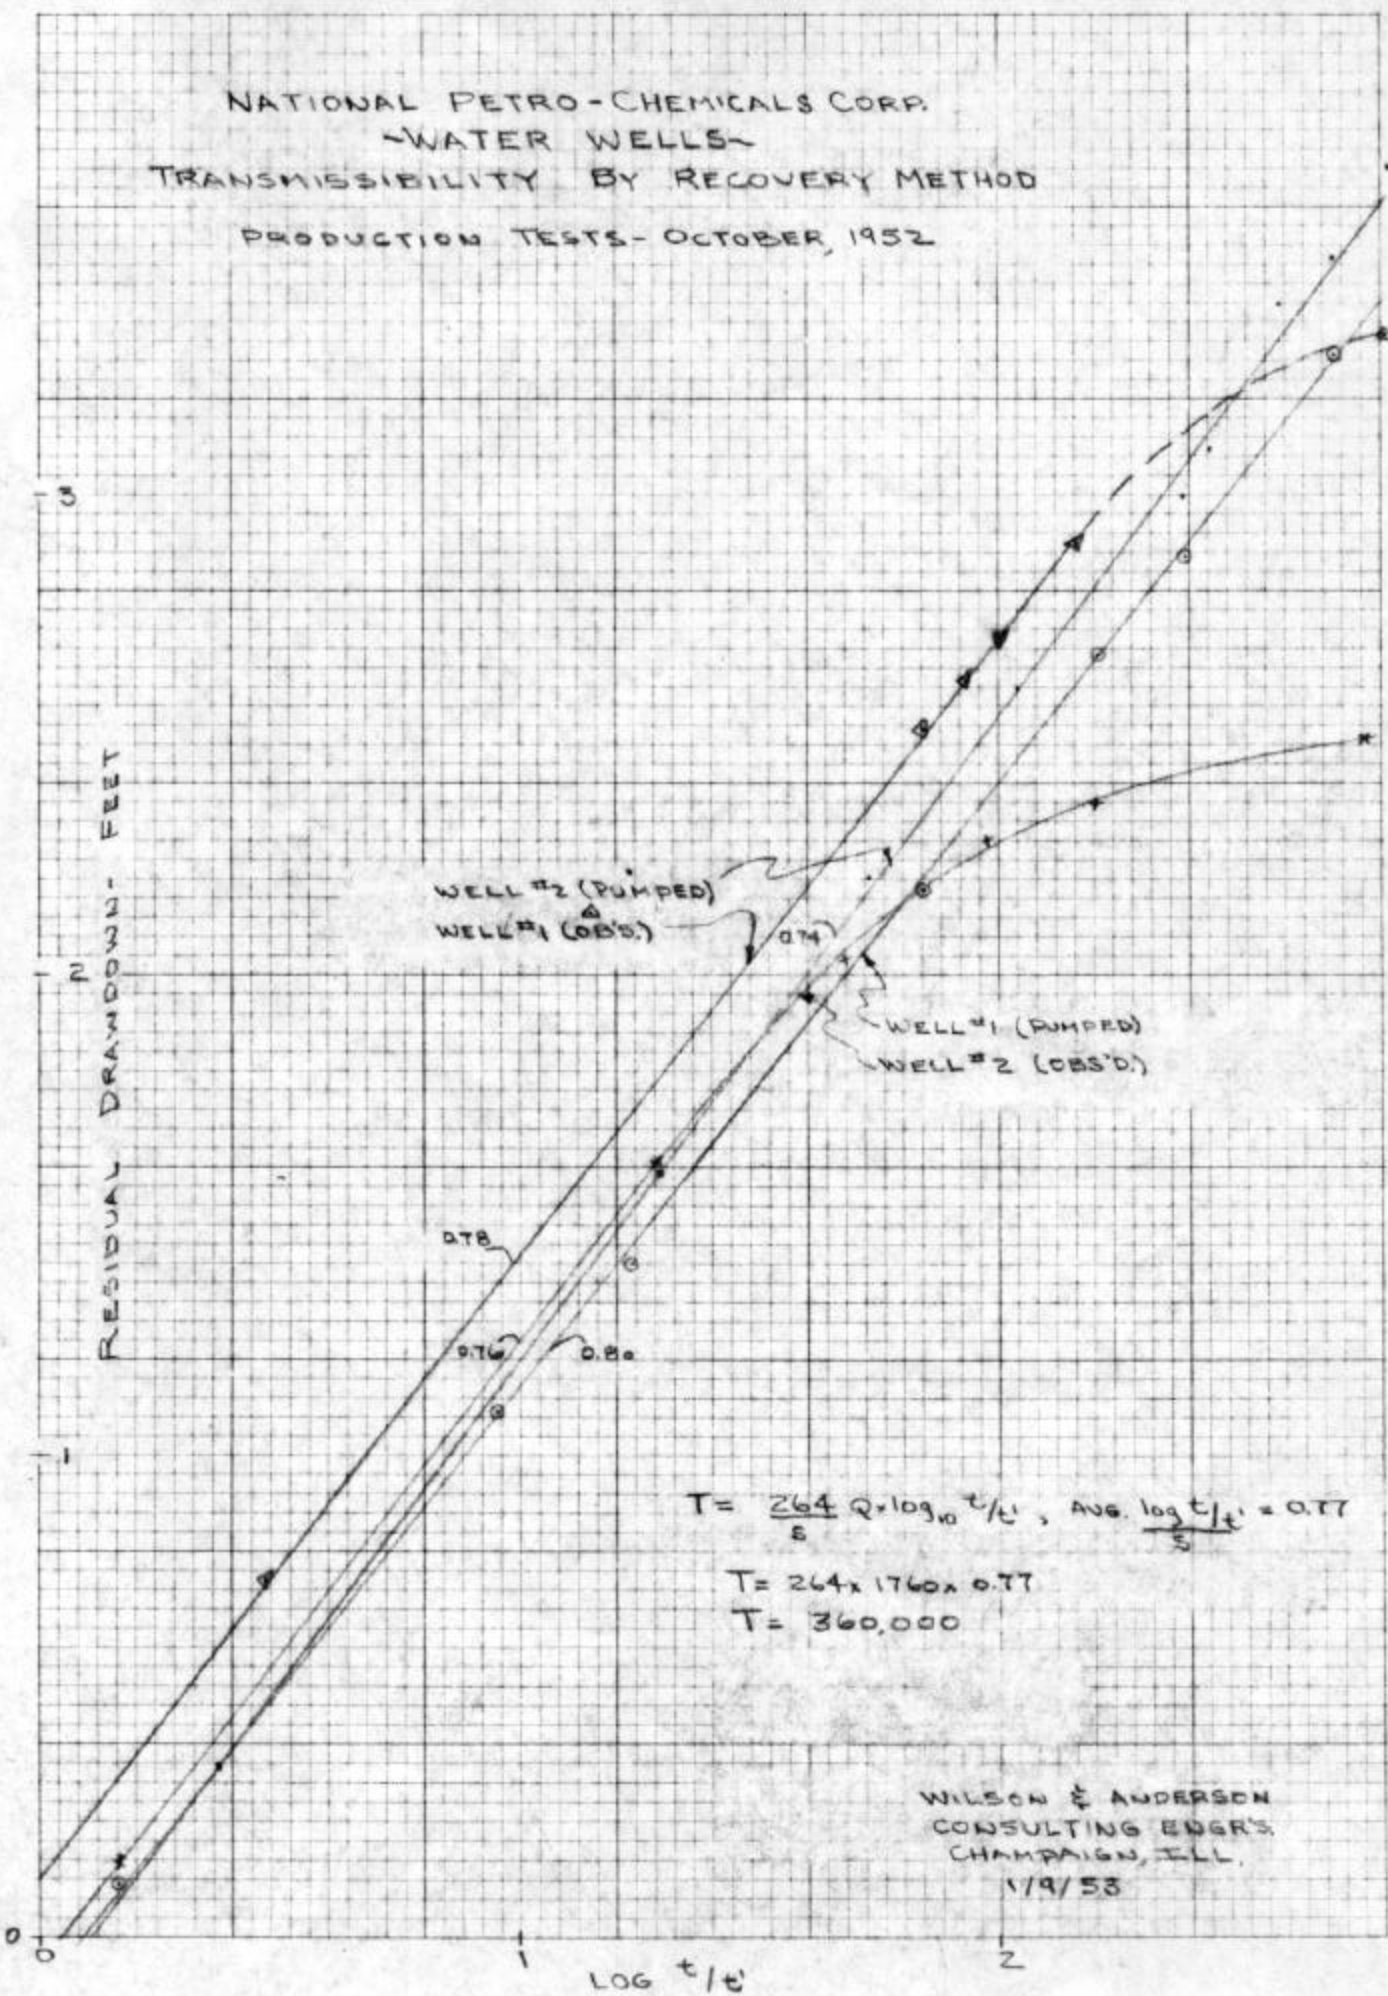 NATIONAL PETRO-CHEMICALS CORP.
~WATER WELLS~
TRANSMISSIBILITY BY RECOVERY METHOD
PRODUCTION TESTS - OCTOBER, 1952
3
RESIDUAL DRAWDOWN - FEET
WELL #2 (PUMPED)
WELL #1 (OBS'D.)
0.74
2
WELL #1 (PUMPED)
WELL #2 (OBS'D.)
0.78
0.76
0.80
1
T = 264/s Q × log₁₀ t/t', AVG. log t/t'/s = 0.77
T = 264 x 1760 x 0.77
T = 360,000
WILSON & ANDERSON
CONSULTING ENGR'S.
CHAMPAIGN, ILL.
1/9/53
0
0 1 2
LOG t/t'